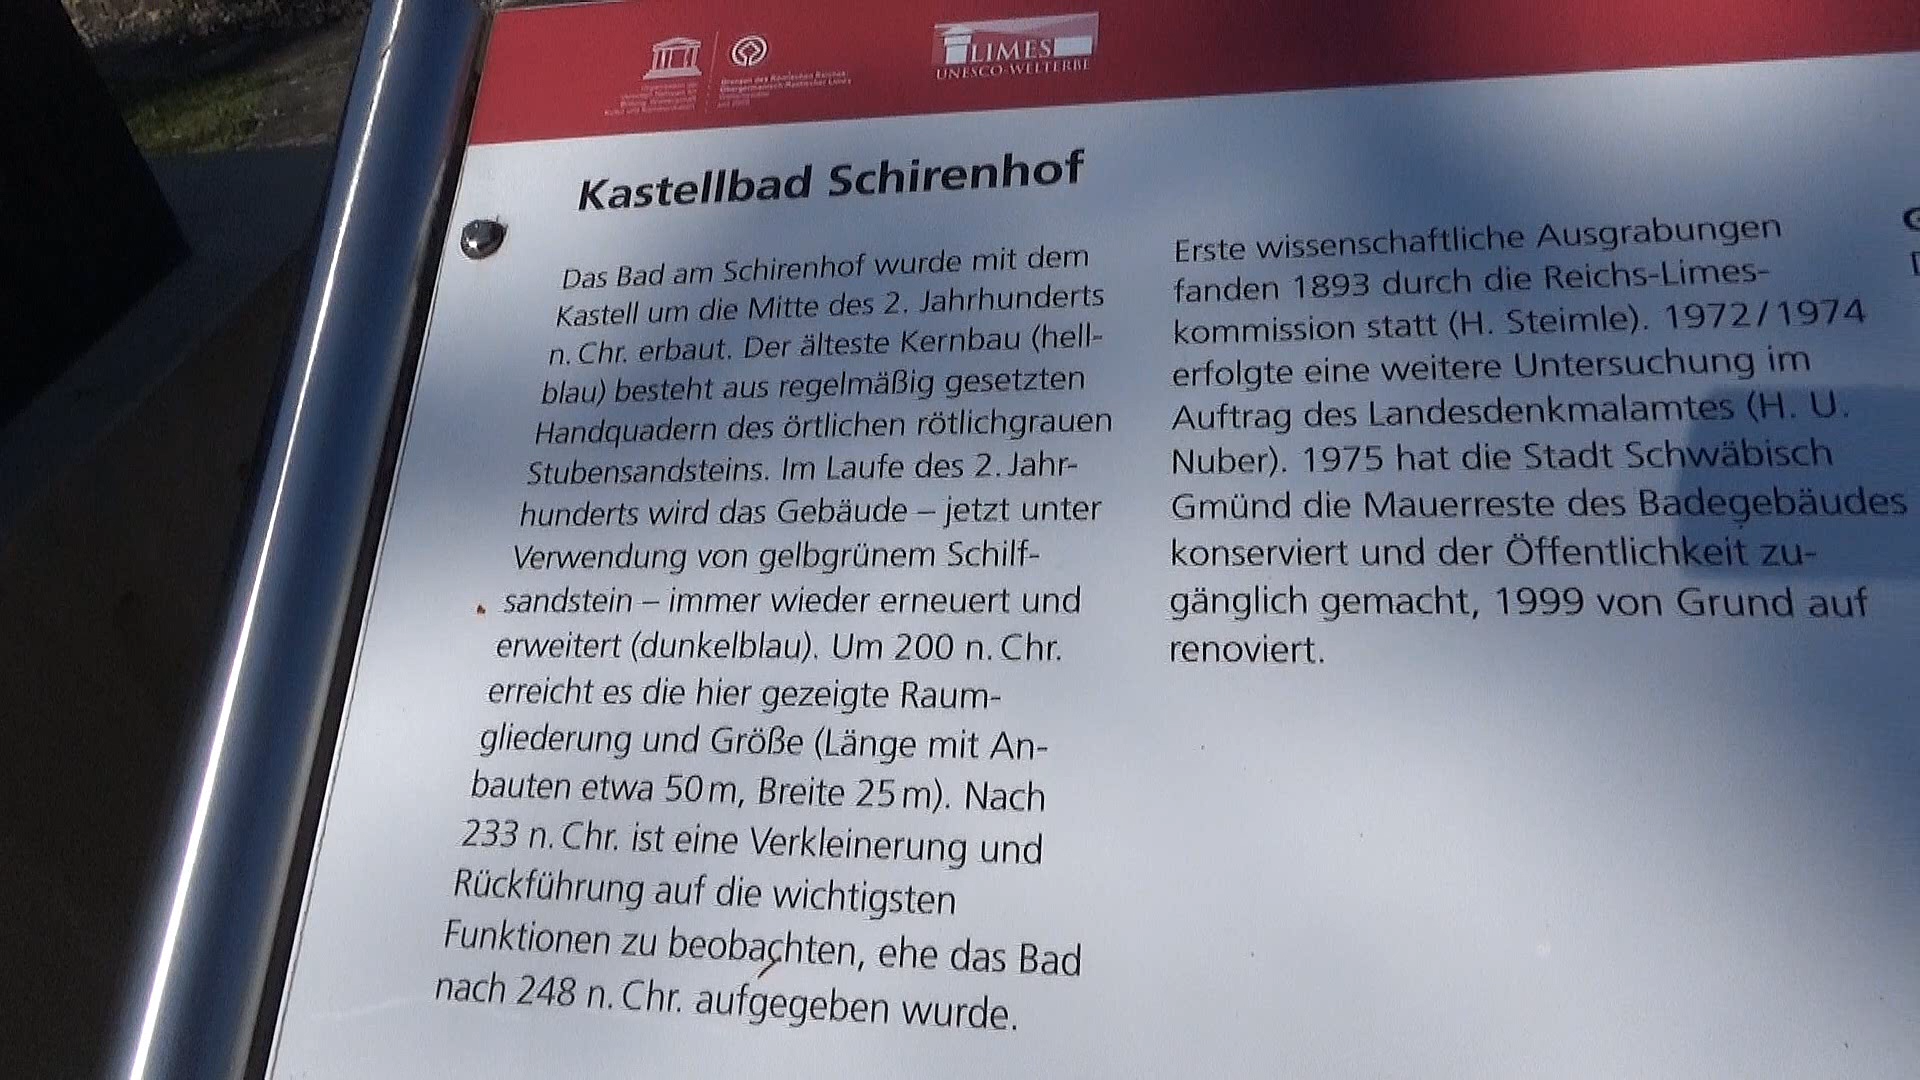 LIMES
UNESCO-WELTERBE
Grenzen des Römischen Reiches
Obergermanisch-Raetischer Limes
Kastellbad Schirenhof
Das Bad am Schirenhof wurde mit dem
Kastell um die Mitte des 2. Jahrhunderts
n. Chr. erbaut. Der älteste Kernbau (hell-
blau) besteht aus regelmäßig gesetzten
Handquadern des örtlichen rötlichgrauen
Stubensandsteins. Im Laufe des 2. Jahr-
hunderts wird das Gebäude – jetzt unter
Verwendung von gelbgrünem Schilf-
sandstein – immer wieder erneuert und
erweitert (dunkelblau). Um 200 n. Chr.
erreicht es die hier gezeigte Raum-
gliederung und Größe (Länge mit An-
bauten etwa 50 m, Breite 25 m). Nach
233 n. Chr. ist eine Verkleinerung und
Rückführung auf die wichtigsten
Funktionen zu beobachten, ehe das Bad
nach 248 n. Chr. aufgegeben wurde.
Erste wissenschaftliche Ausgrabungen
fanden 1893 durch die Reichs-Limes-
kommission statt (H. Steimle). 1972/1974
erfolgte eine weitere Untersuchung im
Auftrag des Landesdenkmalamtes (H. U.
Nuber). 1975 hat die Stadt Schwäbisch
Gmünd die Mauerreste des Badegebäudes
konserviert und der Öffentlichkeit zu-
gänglich gemacht, 1999 von Grund auf
renoviert.